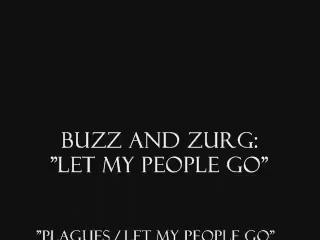 BUZZ AND ZURG:
"LET MY PEOPLE GO"
"PLAGUES/LET MY PEOPLE GO"